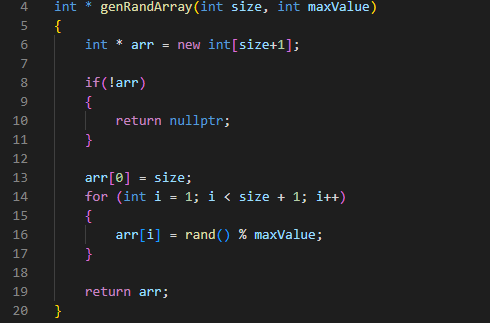 4 int * genRandArray(int size, int maxValue)
5 {
6     int * arr = new int[size+1];
7
8     if(!arr)
9     {
10         return nullptr;
11     }
12
13     arr[0] = size;
14     for (int i = 1; i < size + 1; i++)
15     {
16         arr[i] = rand() % maxValue;
17     }
18
19     return arr;
20 }